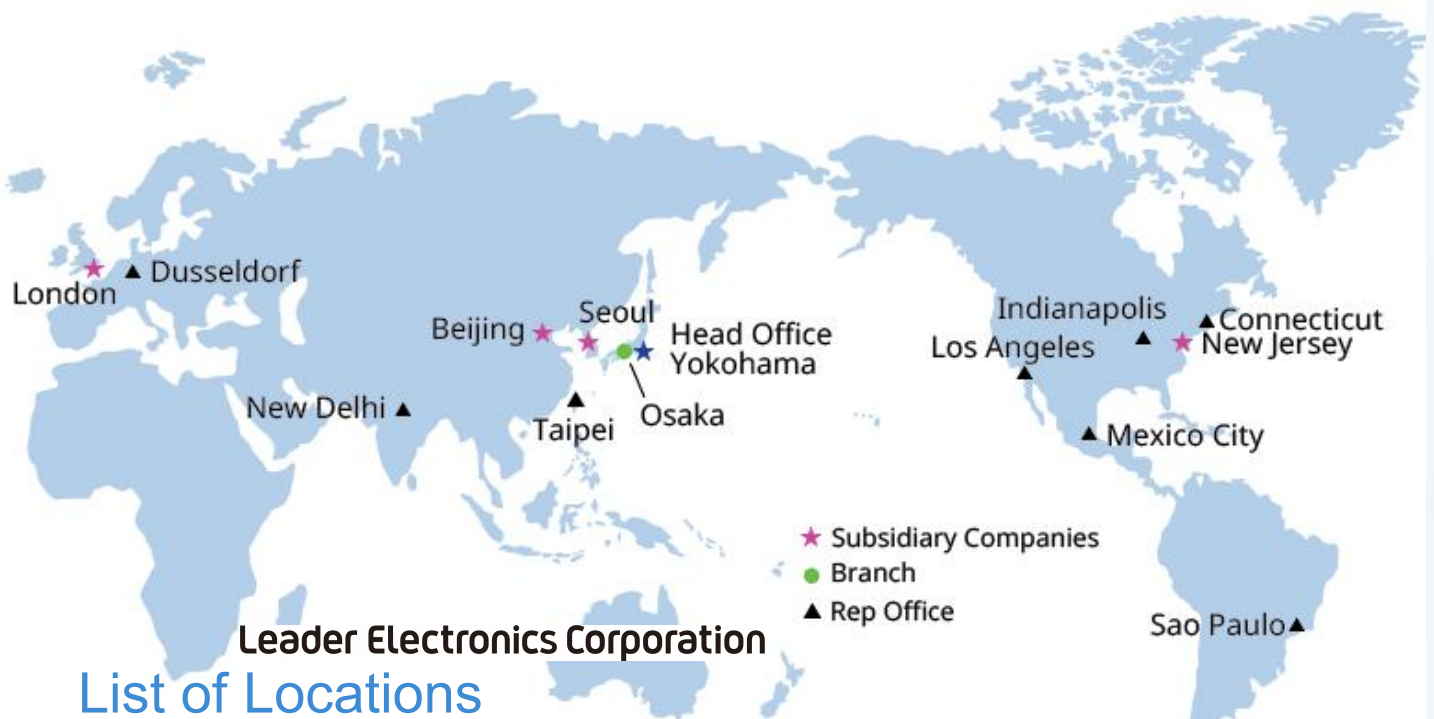 Dusseldorf
London
Seoul
Beijing
Head Office
Yokohama
New Delhi
Taipei
Osaka
Indianapolis
Connecticut
Los Angeles
New Jersey
Mexico City
Subsidiary Companies
Branch
Rep Office
Sao Paulo
Leader Electronics Corporation
List of Locations